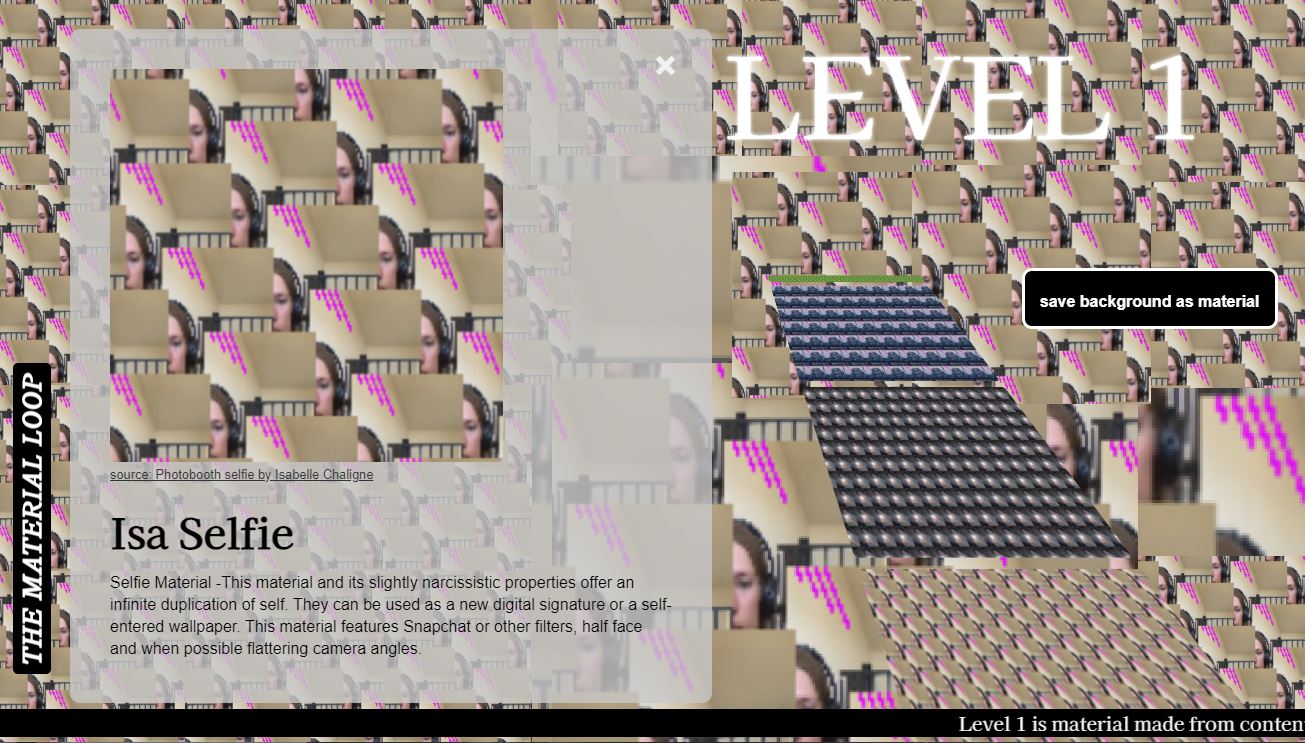 LEVEL 1
save background as material
THE MATERIAL LOOP
source: Photobooth selfie by Isabelle Chaligne
Isa Selfie
Selfie Material -This material and its slightly narcissistic properties offer an
infinite duplication of self. They can be used as a new digital signature or a self-
entered wallpaper. This material features Snapchat or other filters, half face
and when possible flattering camera angles.
Level 1 is material made from conten